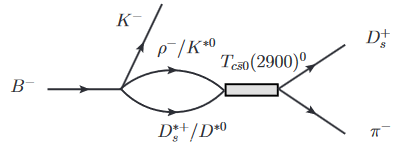 K⁻
ρ⁻/K*⁰
T_{cs̄0}(2900)⁰
D_s⁺
B⁻
D_s*⁺/D*⁰
π⁻